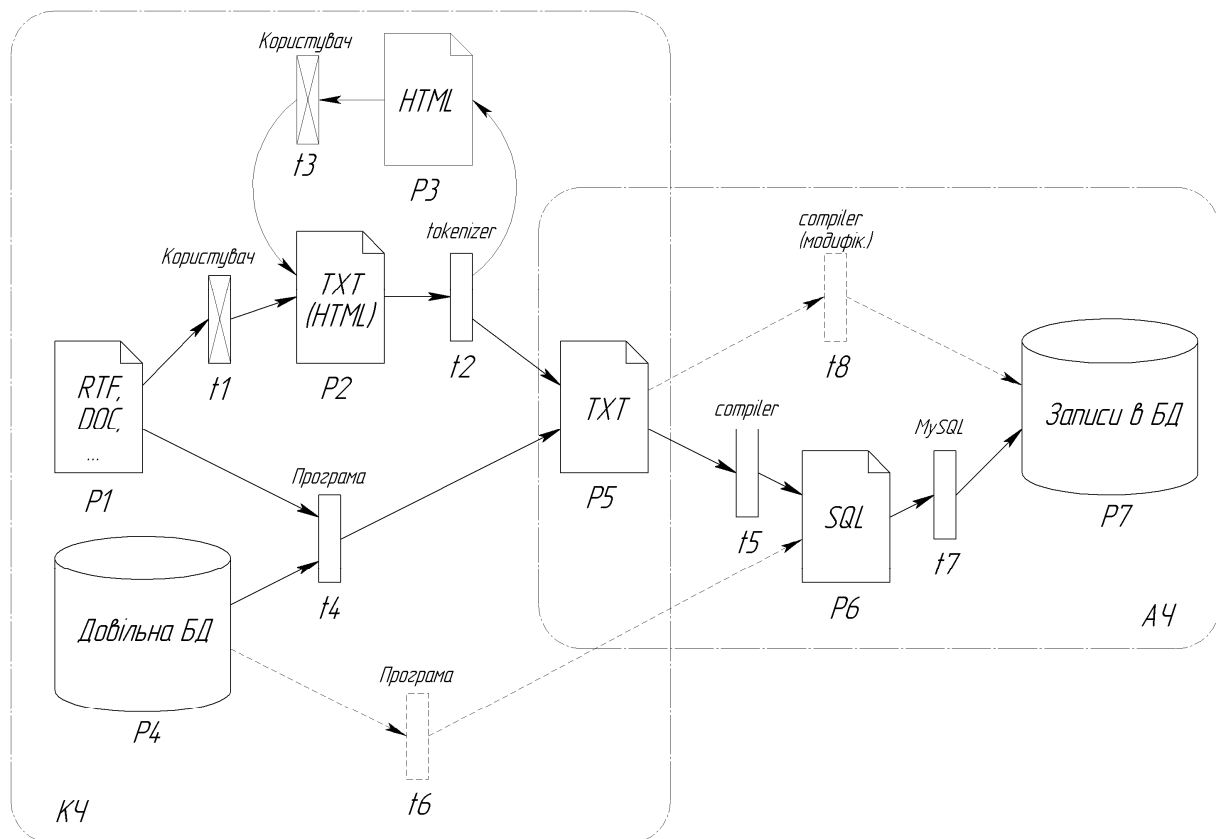 Користувач
HTML
t3
P3
compiler
(модифік.)
tokenizer
Користувач
TXT
(HTML)
t8
t1
P2
t2
RTF,
DOC,
...
TXT
compiler
MySQL
Записи в БД
Програма
P1
P5
SQL
P7
t5
t7
t4
P6
Довільна БД
АЧ
Програма
P4
t6
КЧ